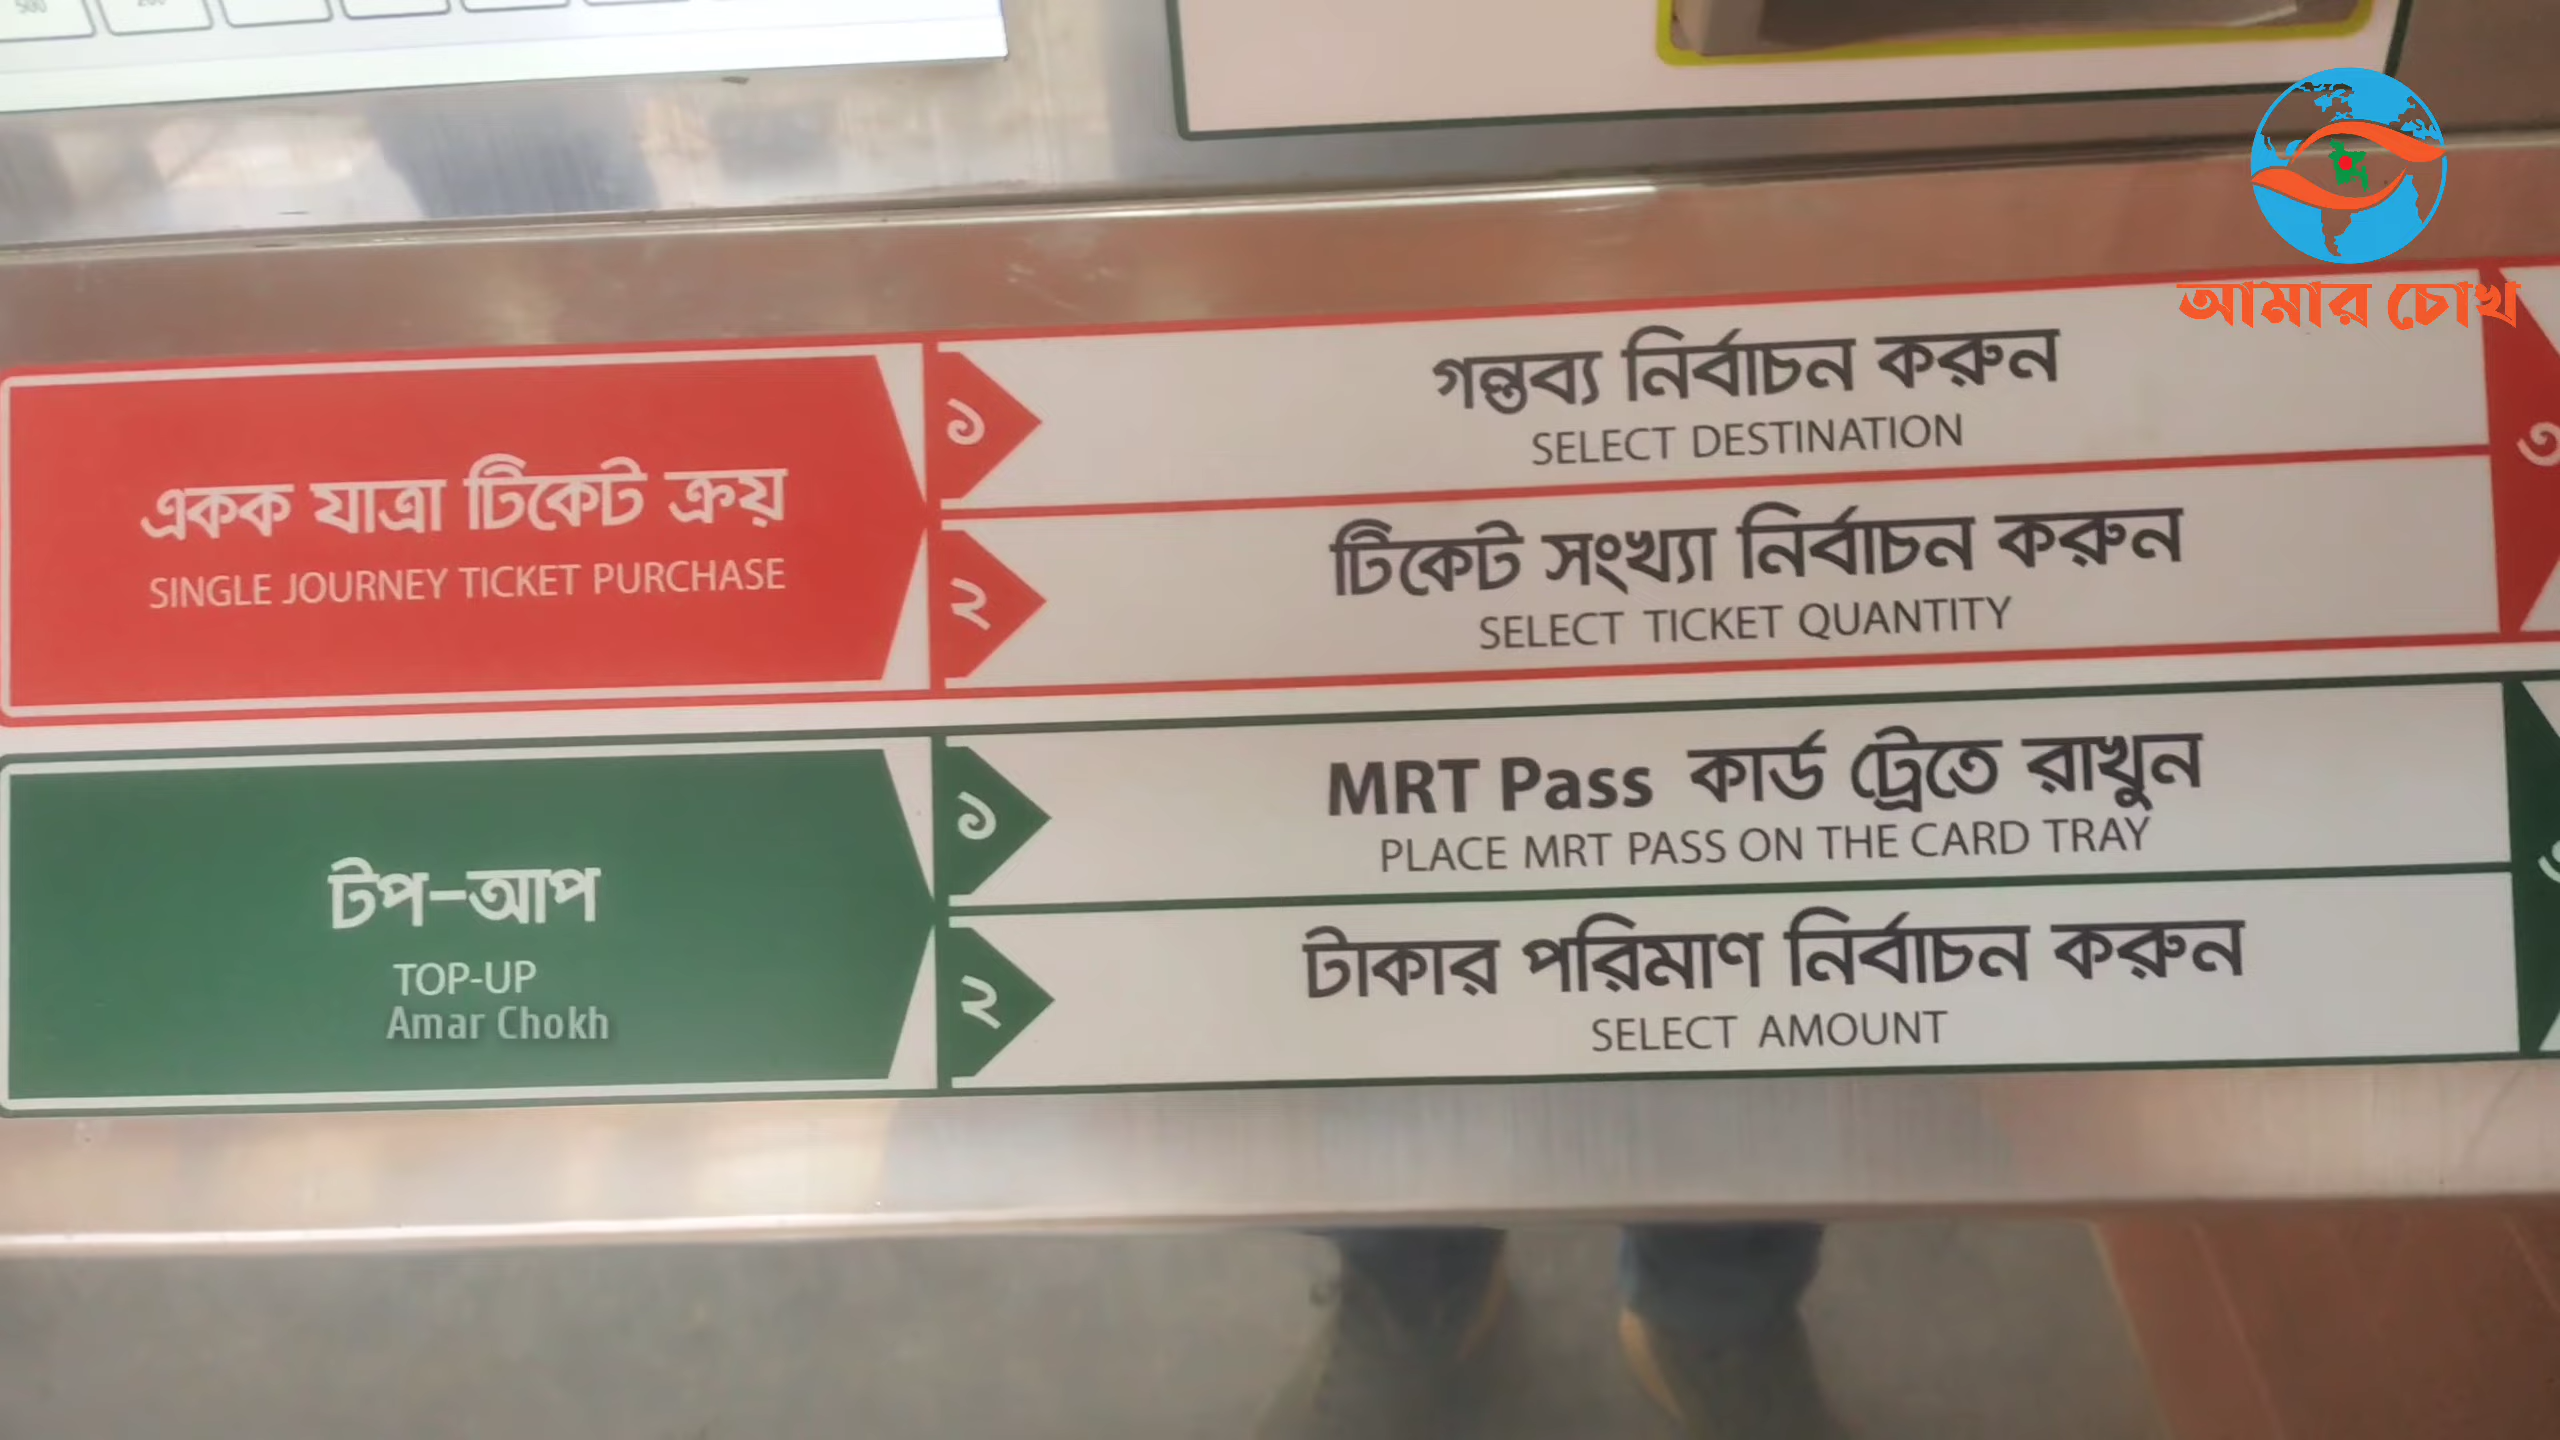 500
আমার চোখ
একক যাত্রা টিকেট ক্রয়
SINGLE JOURNEY TICKET PURCHASE
১
গন্তব্য নির্বাচন করুন
SELECT DESTINATION
২
টিকেট সংখ্যা নির্বাচন করুন
SELECT TICKET QUANTITY
৩
টপ-আপ
TOP-UP
Amar Chokh
১
MRT Pass কার্ড ট্রেতে রাখুন
PLACE MRT PASS ON THE CARD TRAY
২
টাকার পরিমাণ নির্বাচন করুন
SELECT AMOUNT